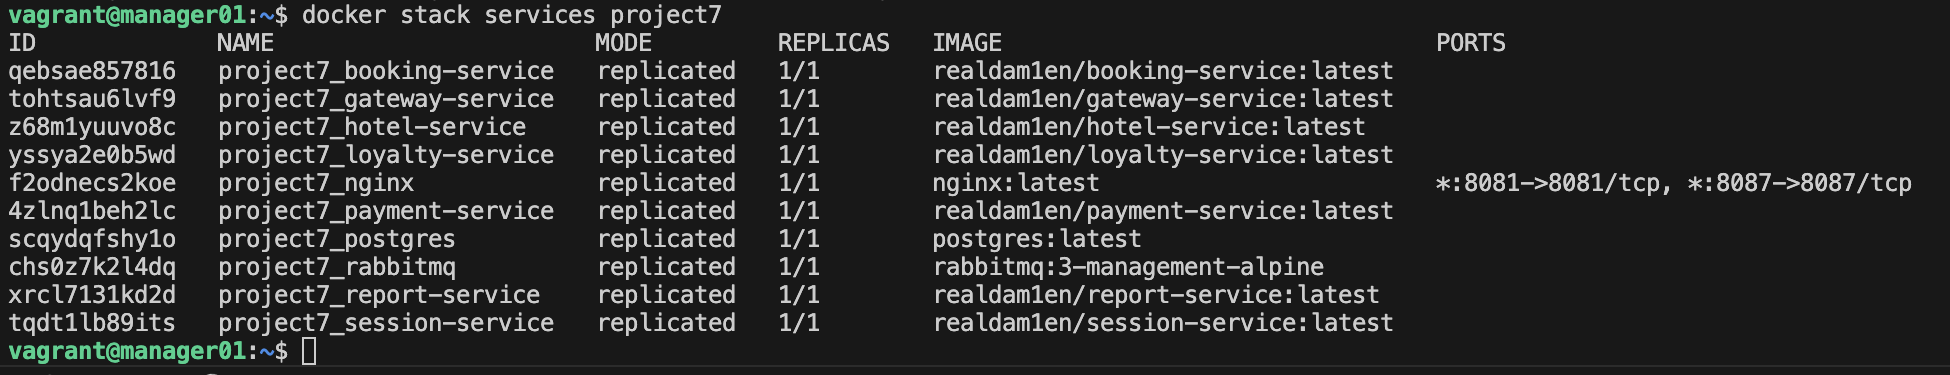 vagrant@manager01:~$ docker stack services project7
ID NAME MODE REPLICAS IMAGE PORTS
qebsae857816 project7_booking-service replicated 1/1 realdam1en/booking-service:latest
tohtsau6lvf9 project7_gateway-service replicated 1/1 realdam1en/gateway-service:latest
z68m1yuuvo8c project7_hotel-service replicated 1/1 realdam1en/hotel-service:latest
yssya2e0b5wd project7_loyalty-service replicated 1/1 realdam1en/loyalty-service:latest
f2odnecs2koe project7_nginx replicated 1/1 nginx:latest *:8081->8081/tcp, *:8087->8087/tcp
4zlnq1beh2lc project7_payment-service replicated 1/1 realdam1en/payment-service:latest
scqydqfshy1o project7_postgres replicated 1/1 postgres:latest
chs0z7k2l4dq project7_rabbitmq replicated 1/1 rabbitmq:3-management-alpine
xrcl7131kd2d project7_report-service replicated 1/1 realdam1en/report-service:latest
tqdt1lb89its project7_session-service replicated 1/1 realdam1en/session-service:latest
vagrant@manager01:~$